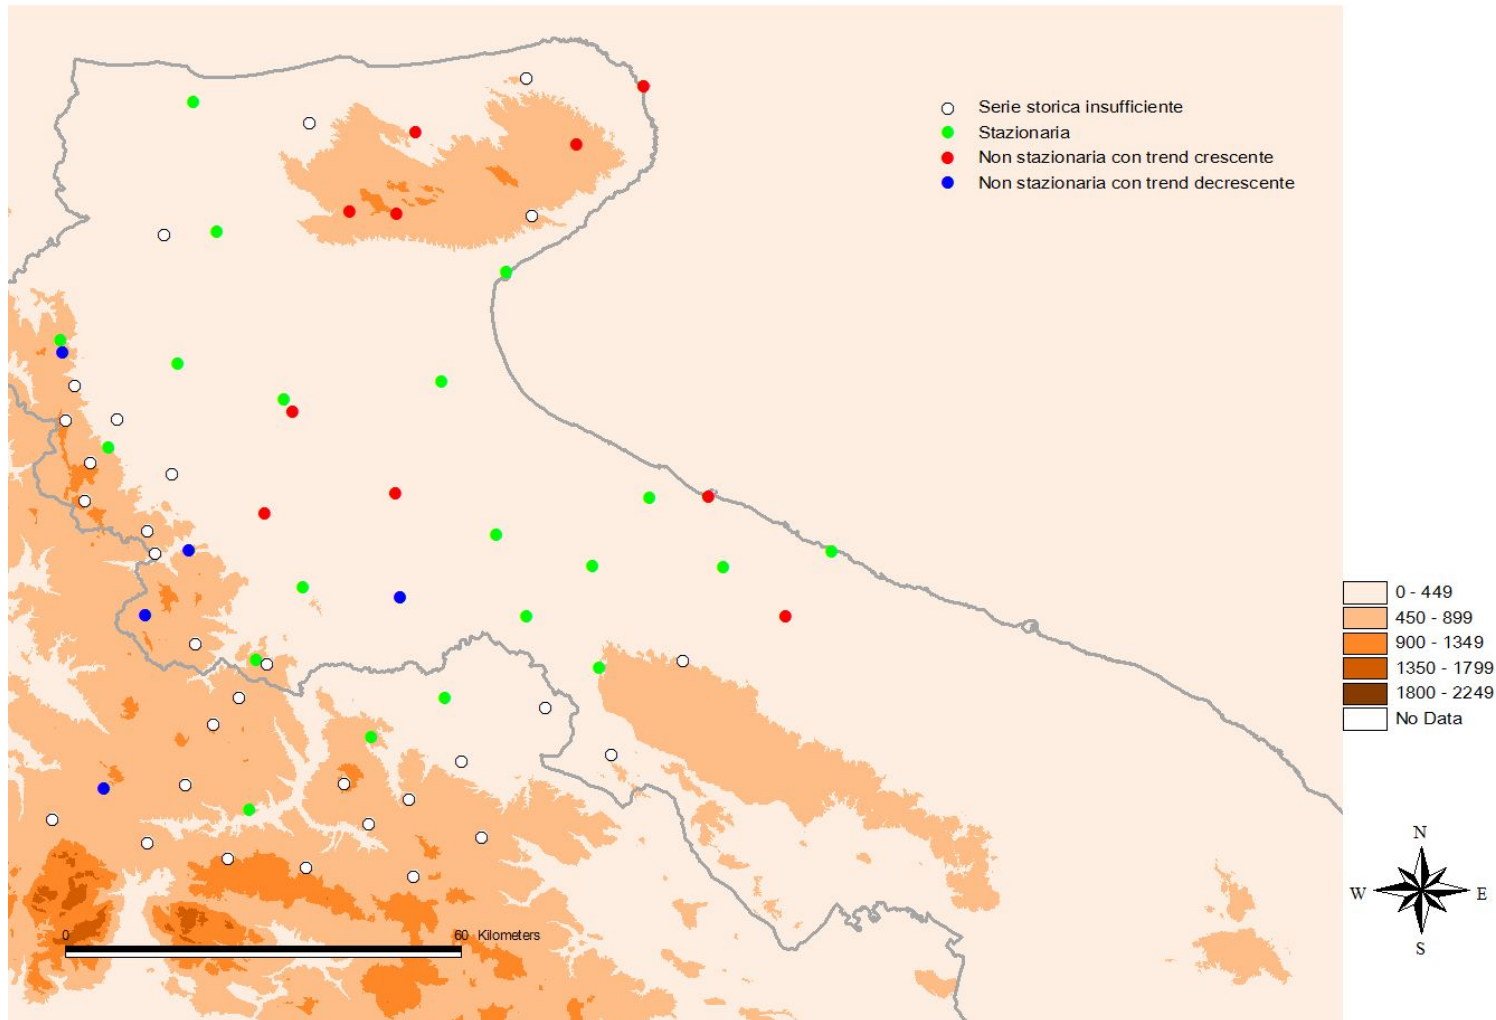 Serie storica insufficiente
Stazionaria
Non stazionaria con trend crescente
Non stazionaria con trend decrescente
0 - 449
450 - 899
900 - 1349
1350 - 1799
1800 - 2249
No Data
N
W E
S
0 60 Kilometers